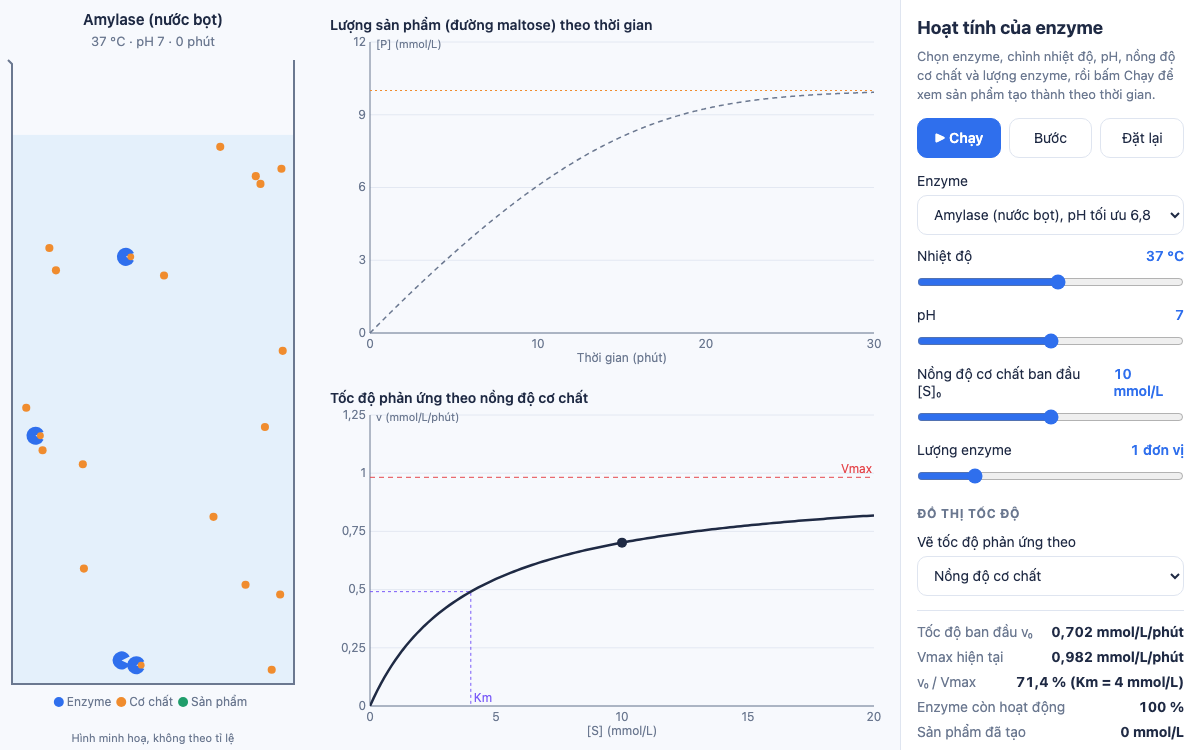 Amylase (nước bọt)
37 °C · pH 7 · 0 phút
Enzyme Cơ chất Sản phẩm
Hình minh hoạ, không theo tỉ lệ
Lượng sản phẩm (đường maltose) theo thời gian
[P] (mmol/L)
12
9
6
3
0
0 10 20 30
Thời gian (phút)
Tốc độ phản ứng theo nồng độ cơ chất
v (mmol/L/phút)
1,25
1
0,75
0,5
0,25
0
Vmax
Km
0 5 10 15 20
[S] (mmol/L)
Hoạt tính của enzyme
Chọn enzyme, chỉnh nhiệt độ, pH, nồng độ
cơ chất và lượng enzyme, rồi bấm Chạy để
xem sản phẩm tạo thành theo thời gian.
Chạy Bước Đặt lại
Enzyme
Amylase (nước bọt), pH tối ưu 6,8
Nhiệt độ 37 °C
pH 7
Nồng độ cơ chất ban đầu 10
[S]₀ mmol/L
Lượng enzyme 1 đơn vị
ĐỒ THỊ TỐC ĐỘ
Vẽ tốc độ phản ứng theo
Nồng độ cơ chất
Tốc độ ban đầu v₀ 0,702 mmol/L/phút
Vmax hiện tại 0,982 mmol/L/phút
v₀ / Vmax 71,4 % (Km = 4 mmol/L)
Enzyme còn hoạt động 100 %
Sản phẩm đã tạo 0 mmol/L